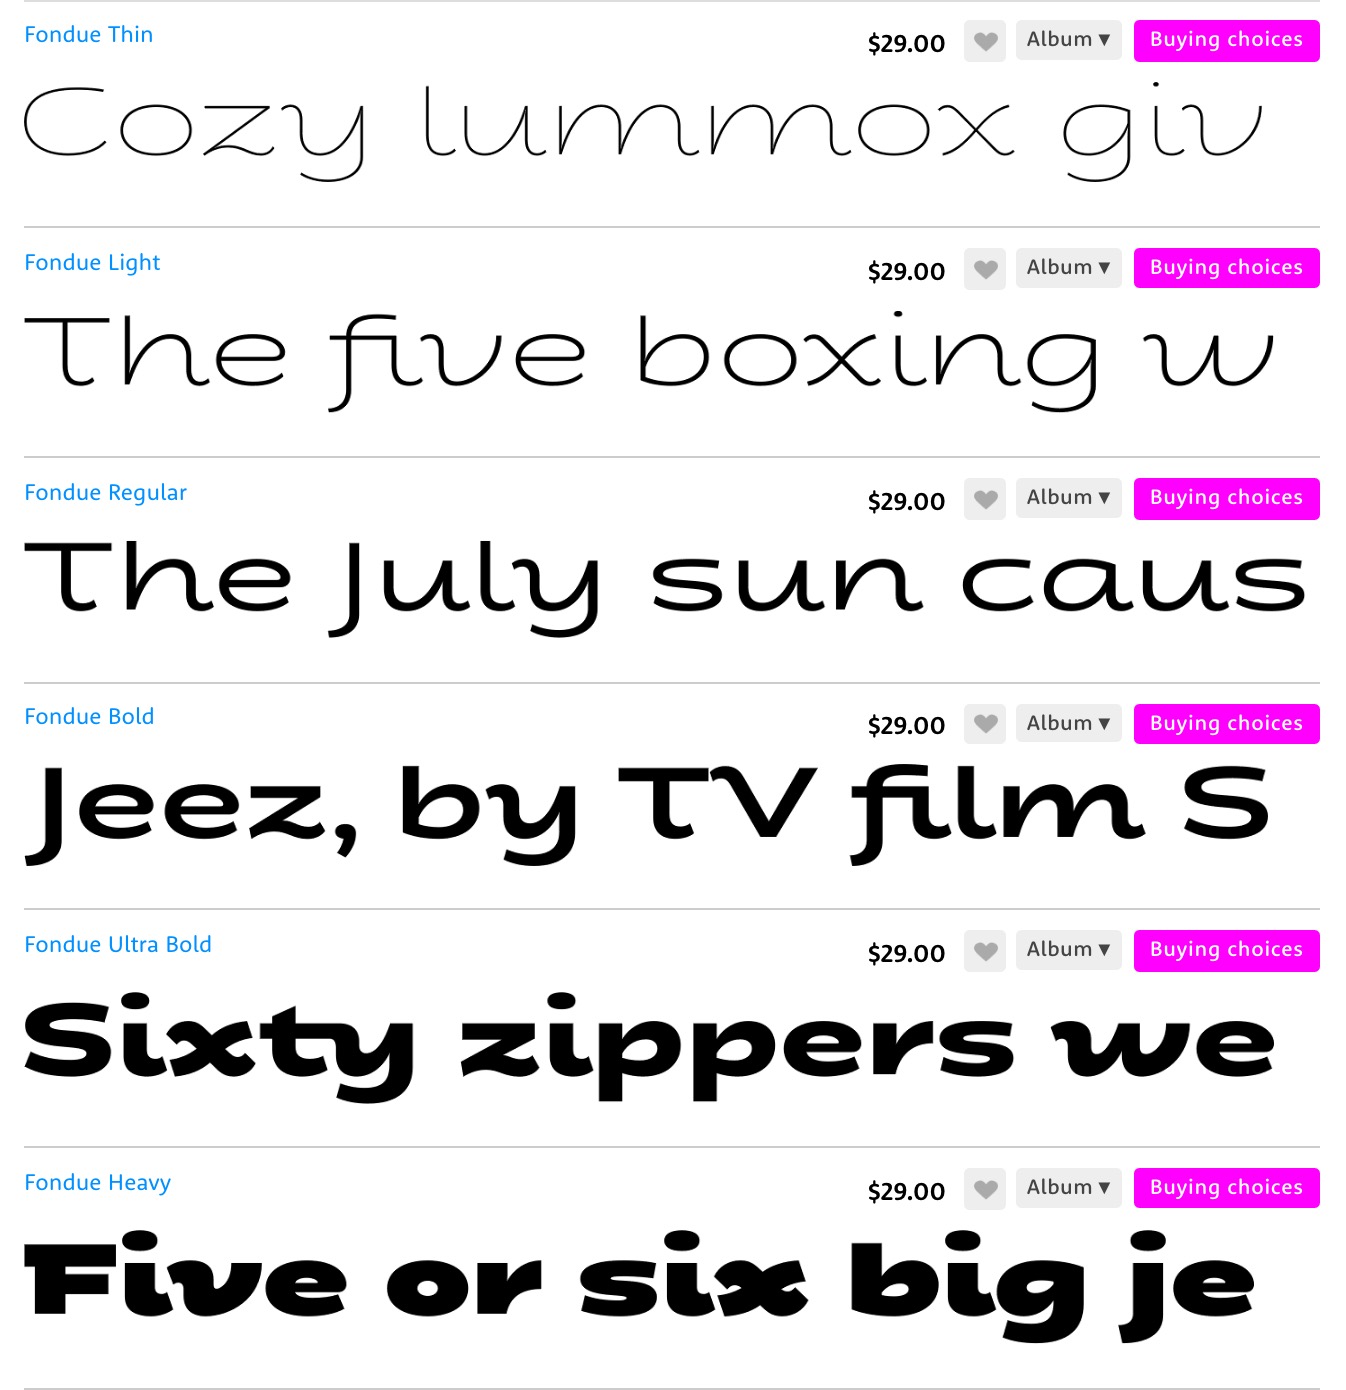 Fondue Thin $29.00 Album ▼ Buying choices
Cozy lummox giv
Fondue Light $29.00 Album ▼ Buying choices
The five boxing w
Fondue Regular $29.00 Album ▼ Buying choices
The July sun caus
Fondue Bold $29.00 Album ▼ Buying choices
Jeez, by TV film S
Fondue Ultra Bold $29.00 Album ▼ Buying choices
Sixty zippers we
Fondue Heavy $29.00 Album ▼ Buying choices
Five or six big je